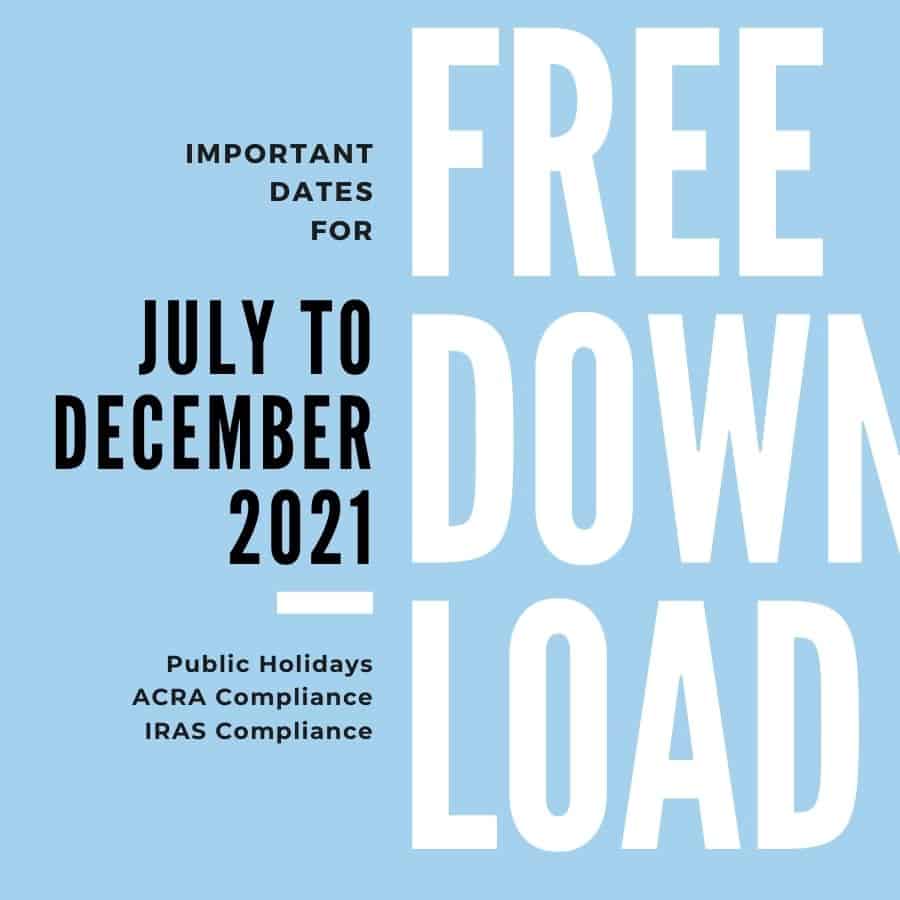 IMPORTANT
DATES
FOR
JULY TO
DECEMBER
2021
Public Holidays
ACRA Compliance
IRAS Compliance
FREE
DOWN
LOAD